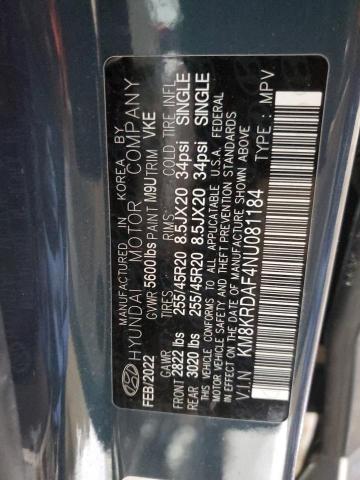 MANUFACTURED IN KOREA BY
HYUNDAI MOTOR COMPANY
FEB/2022 GVWR 5600lbs PAINT M9U TRIM VKE
GAWR TIRES: RIMS: COLD TIRE INFL
FRONT 2822 lbs 255/45R20 8.5JX20 34psi SINGLE
REAR 3020 lbs 255/45R20 8.5JX20 34psi SINGLE
THIS VEHICLE CONFORMS TO ALL APPLICABLE U.S.A. FEDERAL
MOTOR VEHICLE SAFETY AND THEFT PREVENTION STANDARDS
IN EFFECT ON THE DATE OF MANUFACTURE SHOWN ABOVE.
V.I.N : KM8KRDAF4NU081184 TYPE : MPV